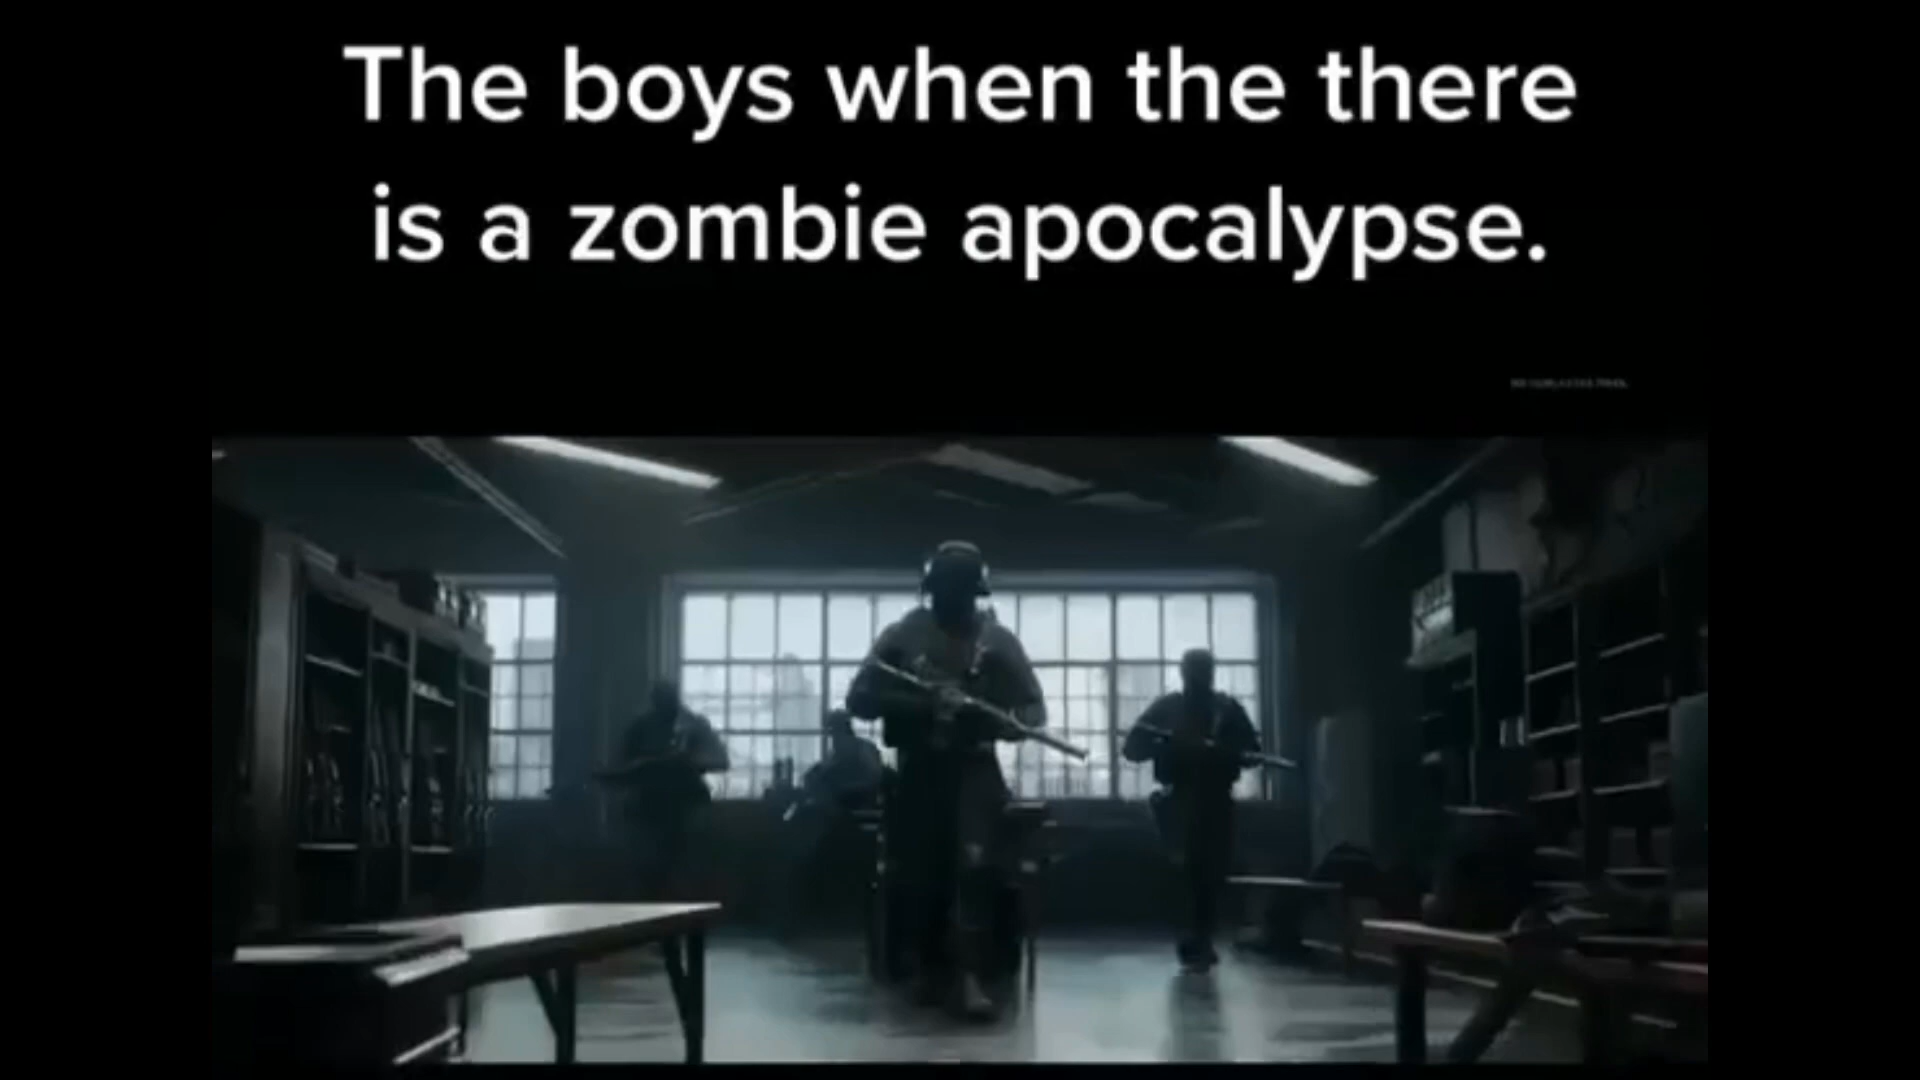 The boys when the there
is a zombie apocalypse.